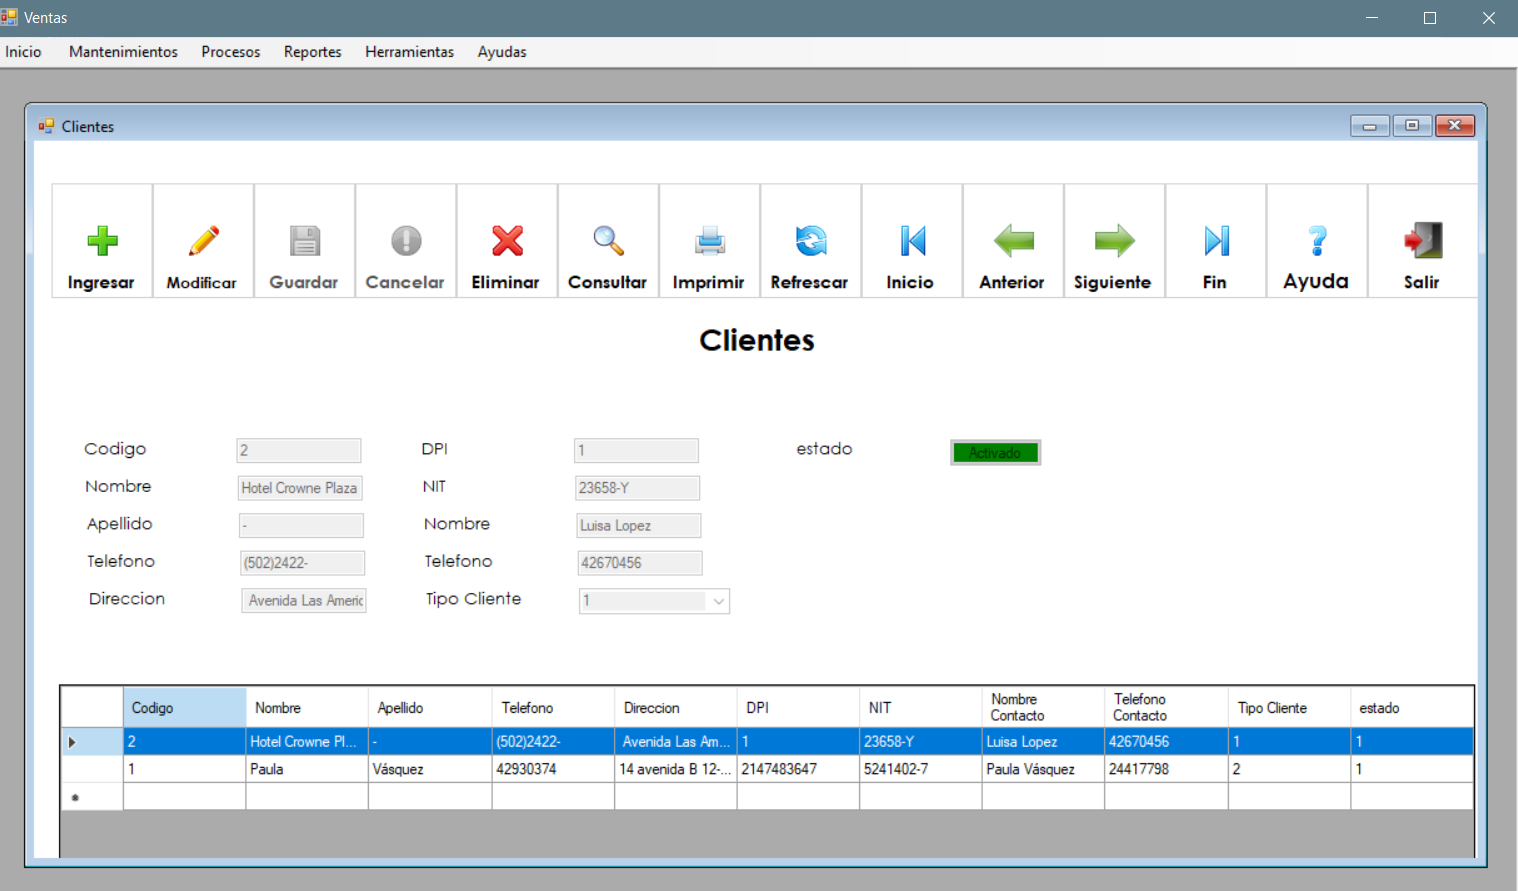 Ventas
Inicio Mantenimientos Procesos Reportes Herramientas Ayudas
Clientes
Ingresar Modificar Guardar Cancelar Eliminar Consultar Imprimir Refrescar Inicio Anterior Siguiente Fin Ayuda Salir
Clientes
Codigo 2 DPI 1 estado Activado
Nombre Hotel Crowne Plaza NIT 23658-Y
Apellido - Nombre Luisa Lopez
Telefono (502)2422- Telefono 42670456
Direccion Avenida Las Americ Tipo Cliente 1
Codigo Nombre Apellido Telefono Direccion DPI NIT Nombre Contacto Telefono Contacto Tipo Cliente estado
2 Hotel Crowne Pl... - (502)2422- Avenida Las Am... 1 23658-Y Luisa Lopez 42670456 1 1
1 Paula Vásquez 42930374 14 avenida B 12-... 2147483647 5241402-7 Paula Vásquez 24417798 2 1